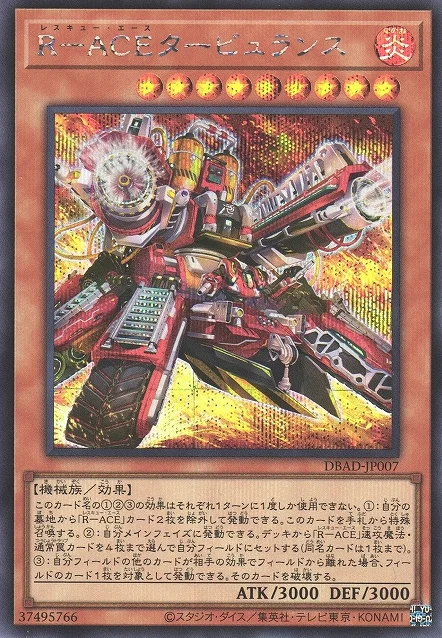 レスキュー・エース
R－ACEタービュランス
炎
DBAD-JP007
【機械族／効果】
このカード名の①②③の効果はそれぞれ1ターンに1度しか使用できない。①：自分の
墓地から「R－ACE」カード2枚を除外して発動できる。このカードを手札から特殊
召喚する。②：自分メインフェイズに発動できる。デッキから「R－ACE」速攻魔法・
通常罠カードを4枚まで選んで自分フィールドにセットする（同名カードは1枚まで）。
③：自分フィールドの他のカードが相手の効果でフィールドから離れた場合、フィ
ールドのカード1枚を対象として発動できる。そのカードを破壊する。
ATK/3000 DEF/3000
37495766 ©スタジオ・ダイス／集英社・テレビ東京・KONAMI